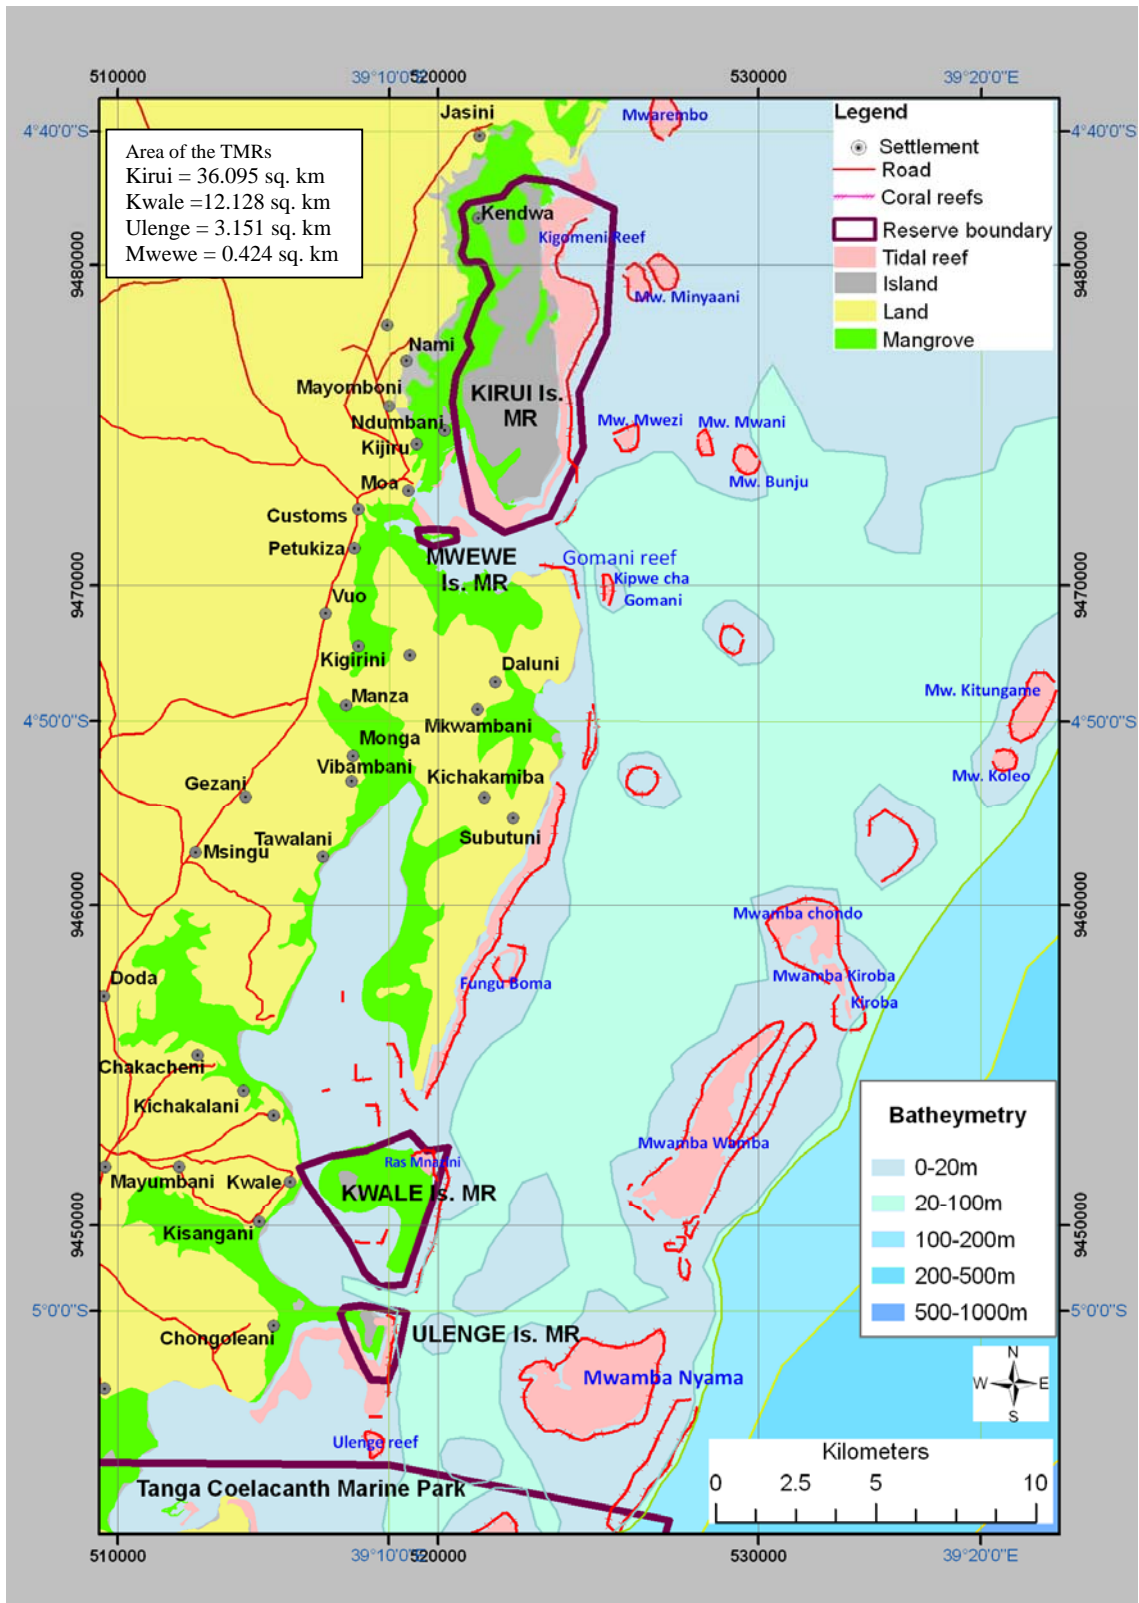 510000
39°10'0"E
520000
530000
39°20'0"E
4°40'0"S
4°40'0"S
Jasini
Mwarembo
Legend
Settlement
Road
Coral reefs
Reserve boundary
Tidal reef
Island
Land
Mangrove
Area of the TMRs
Kirui = 36.095 sq. km
Kwale =12.128 sq. km
Ulenge = 3.151 sq. km
Mwewe = 0.424 sq. km
Kendwa
Kigomeni Reef
9480000
9480000
Mw. Minyaani
Nami
Mayomboni
KIRUI Is.
MR
Ndumbani
Mw. Mwezi
Mw. Mwani
Kijiru
Moa
Mw. Bunju
Customs
Petukiza
MWEWE
Is. MR
Gomani reef
Kipwe cha
Gomani
9470000
9470000
Vuo
Kigirini
Daluni
Manza
Mw. Kitungame
4°50'0"S
4°50'0"S
Mkwambani
Monga
Vibambani
Kichakamiba
Mw. Koleo
Gezani
Subutuni
Tawalani
Msingu
9460000
9460000
Mwamba chondo
Doda
Fungu Boma
Mwamba Kiroba
Kiroba
Chakacheni
Kichakalani
Batheymetry
0-20m
20-100m
100-200m
200-500m
500-1000m
Mwamba Wamba
Ras Mnarini
Mayumbani
Kwale
KWALE Is. MR
Kisangani
9450000
9450000
5°0'0"S
5°0'0"S
Chongoleani
ULENGE Is. MR
Mwamba Nyama
N
W
E
S
Ulenge reef
Kilometers
0
2.5
5
10
Tanga Coelacanth Marine Park
510000
39°10'0"E
520000
530000
39°20'0"E